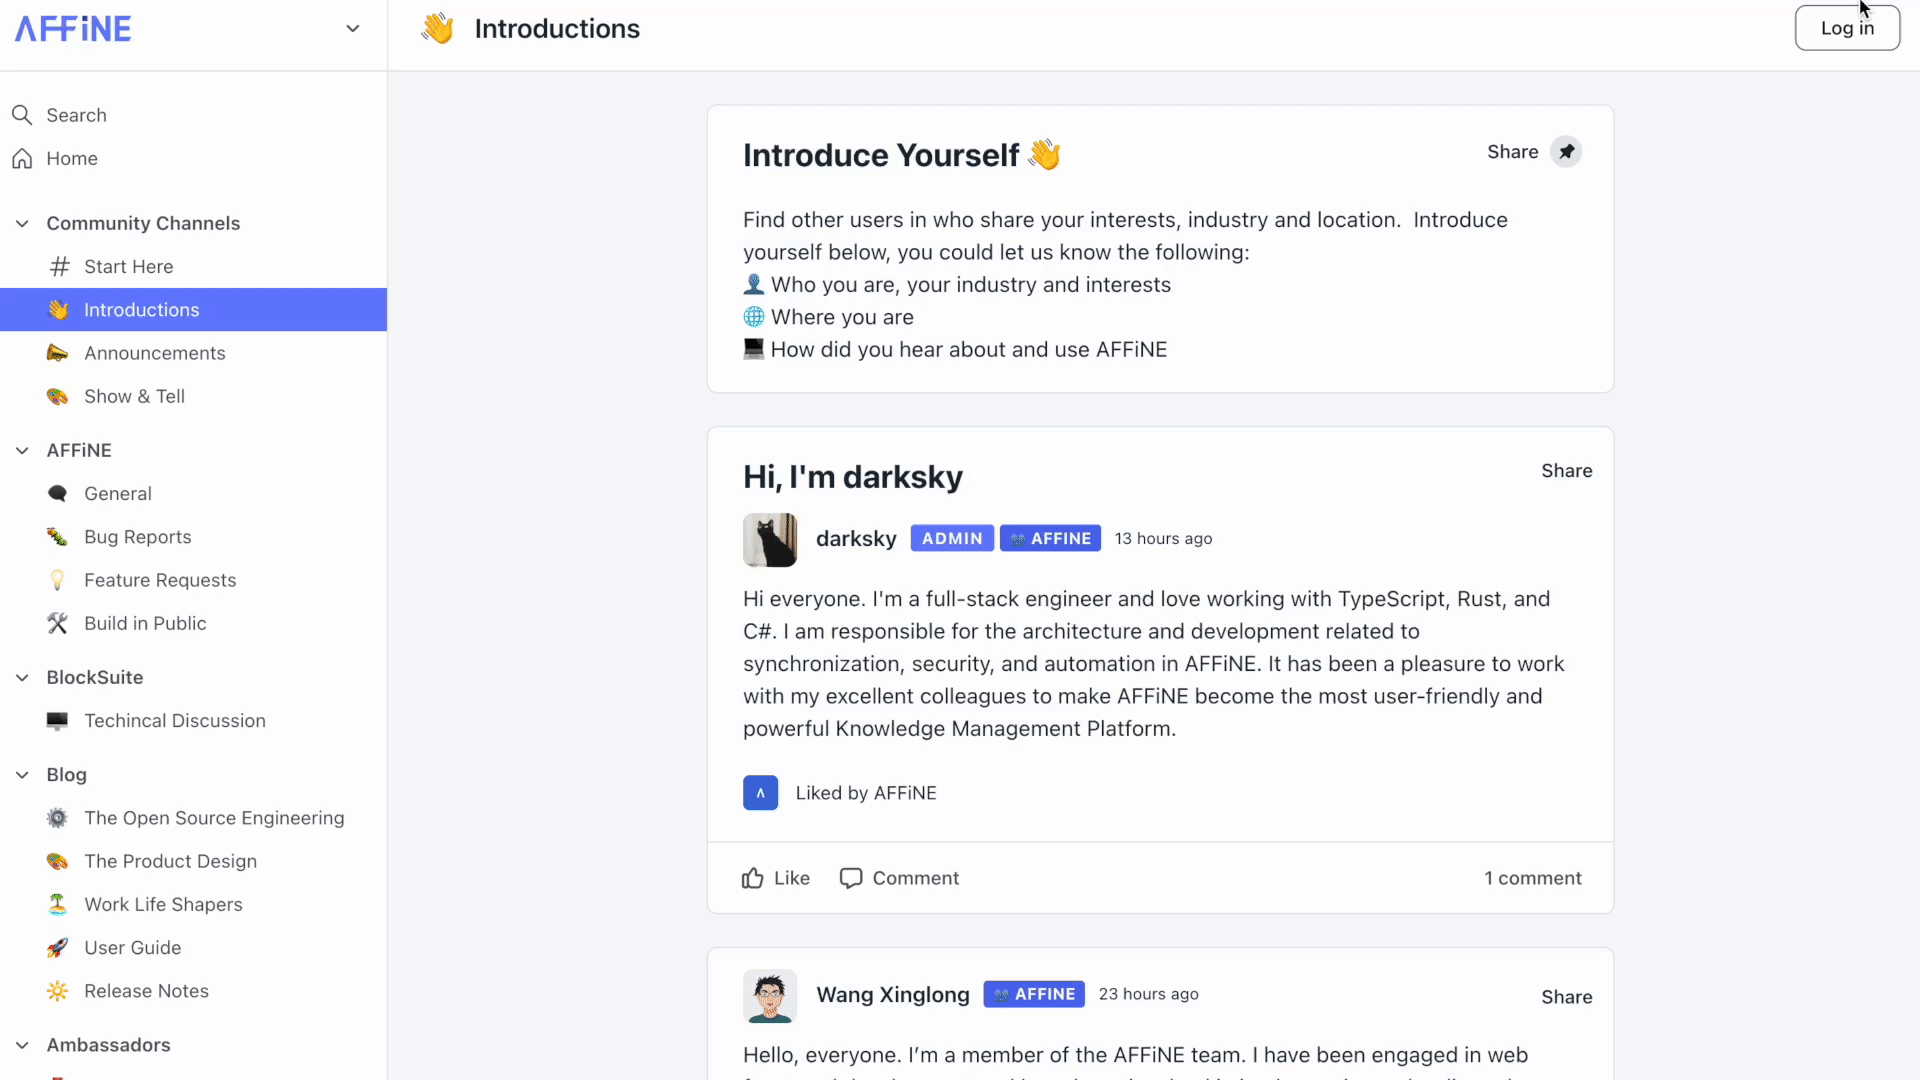 AFFiNE
Introductions
Log in
Search
Home
Community Channels
Start Here
Introductions
Announcements
Show & Tell
AFFiNE
General
Bug Reports
Feature Requests
Build in Public
BlockSuite
Techincal Discussion
Blog
The Open Source Engineering
The Product Design
Work Life Shapers
User Guide
Release Notes
Ambassadors
Introduce Yourself
Share
Find other users in who share your interests, industry and location. Introduce
yourself below, you could let us know the following:
Who you are, your industry and interests
Where you are
How did you hear about and use AFFiNE
Hi, I'm darksky
Share
darksky ADMIN AFFINE 13 hours ago
Hi everyone. I'm a full-stack engineer and love working with TypeScript, Rust, and
C#. I am responsible for the architecture and development related to
synchronization, security, and automation in AFFiNE. It has been a pleasure to work
with my excellent colleagues to make AFFiNE become the most user-friendly and
powerful Knowledge Management Platform.
Liked by AFFiNE
Like Comment 1 comment
Wang Xinglong AFFINE 23 hours ago
Share
Hello, everyone. I’m a member of the AFFiNE team. I have been engaged in web